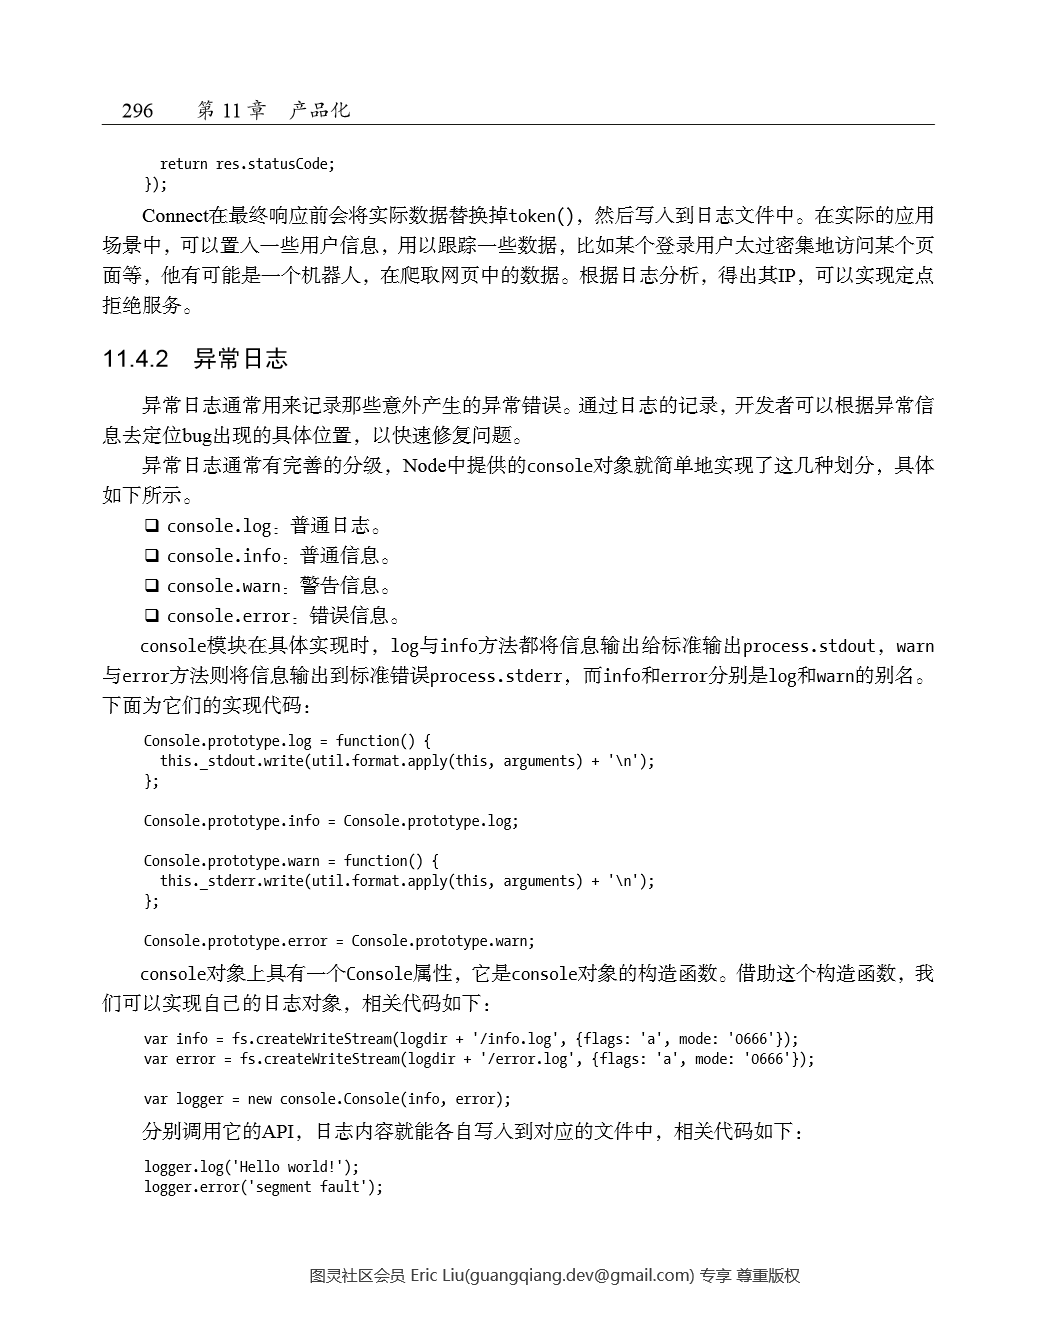 296 第 11 章 产品化
return res.statusCode;
});
Connect在最终响应前会将实际数据替换掉token()，然后写入到日志文件中。在实际的应用
场景中，可以置入一些用户信息，用以跟踪一些数据，比如某个登录用户太过密集地访问某个页
面等，他有可能是一个机器人，在爬取网页中的数据。根据日志分析，得出其IP，可以实现定点
拒绝服务。
11.4.2 异常日志
异常日志通常用来记录那些意外产生的异常错误。通过日志的记录，开发者可以根据异常信
息去定位bug出现的具体位置，以快速修复问题。
异常日志通常有完善的分级，Node中提供的console对象就简单地实现了这几种划分，具体
如下所示。
❑ console.log：普通日志。
❑ console.info：普通信息。
❑ console.warn：警告信息。
❑ console.error：错误信息。
console模块在具体实现时，log与info方法都将信息输出给标准输出process.stdout，warn
与error方法则将信息输出到标准错误process.stderr，而info和error分别是log和warn的别名。
下面为它们的实现代码：
Console.prototype.log = function() {
this._stdout.write(util.format.apply(this, arguments) + '\n');
};
Console.prototype.info = Console.prototype.log;
Console.prototype.warn = function() {
this._stderr.write(util.format.apply(this, arguments) + '\n');
};
Console.prototype.error = Console.prototype.warn;
console对象上具有一个Console属性，它是console对象的构造函数。借助这个构造函数，我
们可以实现自己的日志对象，相关代码如下：
var info = fs.createWriteStream(logdir + '/info.log', {flags: 'a', mode: '0666'});
var error = fs.createWriteStream(logdir + '/error.log', {flags: 'a', mode: '0666'});
var logger = new console.Console(info, error);
分别调用它的API，日志内容就能各自写入到对应的文件中，相关代码如下：
logger.log('Hello world!');
logger.error('segment fault');
图灵社区会员 Eric Liu(guangqiang.dev@gmail.com) 专享 尊重版权